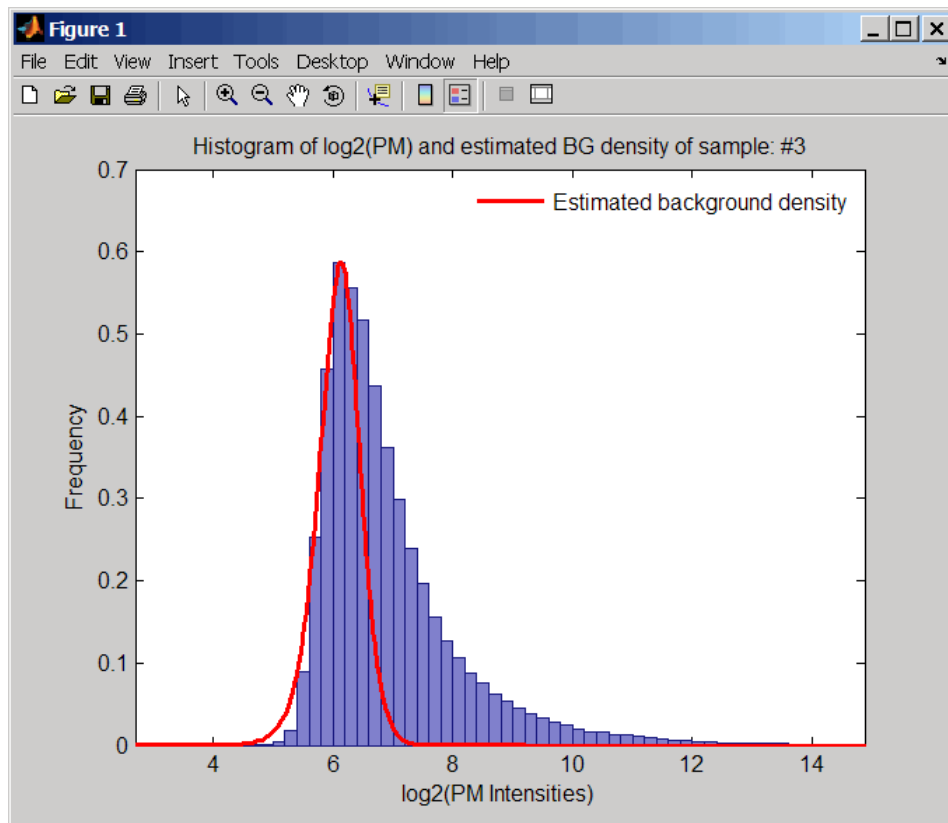 Figure 1
File Edit View Insert Tools Desktop Window Help
Histogram of log2(PM) and estimated BG density of sample: #3
0.7
Estimated background density
0.6
0.5
0.4
0.3
0.2
0.1
0
Frequency
4 6 8 10 12 14
log2(PM Intensities)